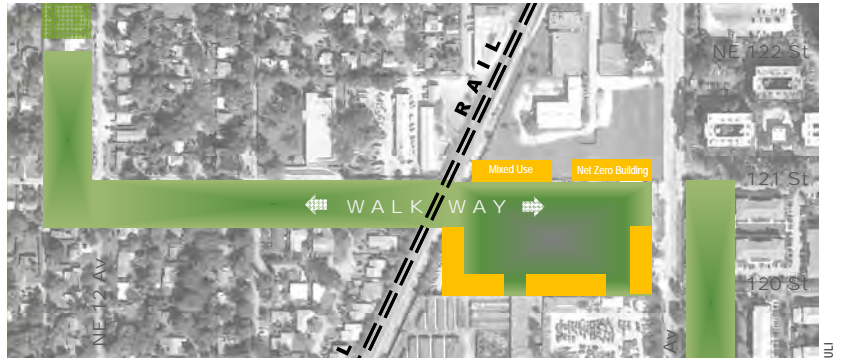 NE 122 St
RAIL
Mixed Use
Net Zero Building
121 St
WALK WAY
120 St
NE 12 Av
L
Av
ULI